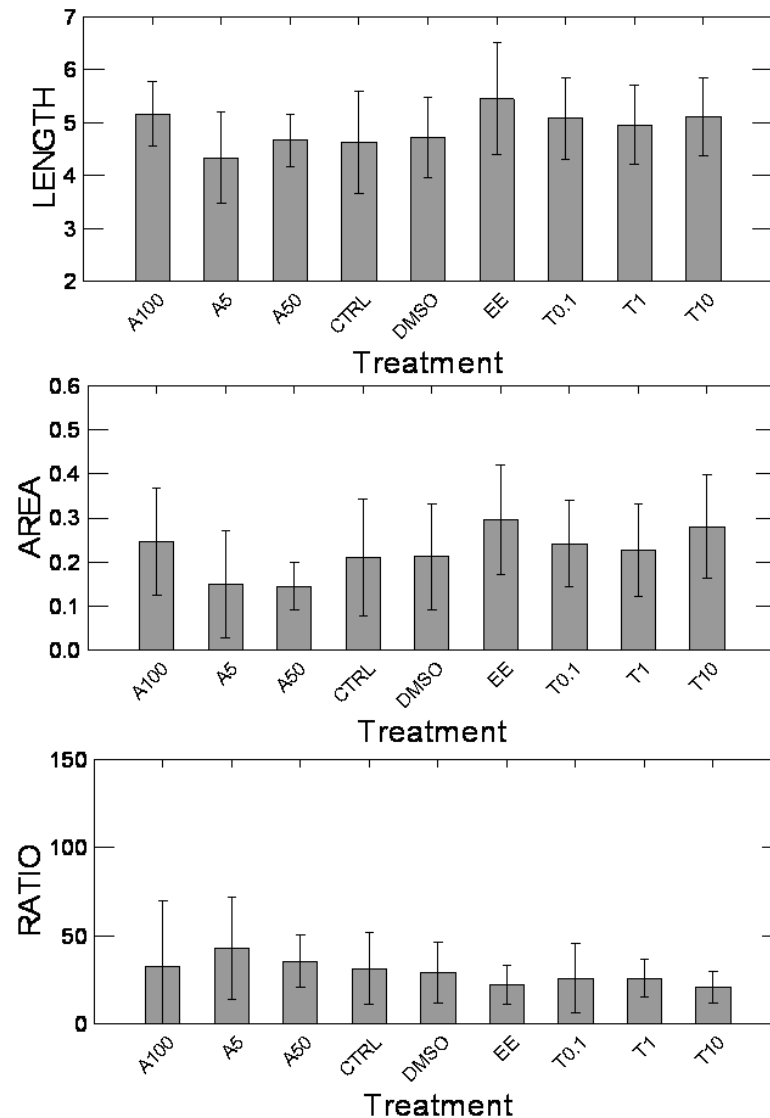 7
6
5
4
3
2
LENGTH
A100 A5 A50 CTRL DMSO EE T0.1 T1 T10
Treatment
0.6
0.5
0.4
0.3
0.2
0.1
0.0
AREA
A100 A5 A50 CTRL DMSO EE T0.1 T1 T10
Treatment
150
100
50
0
RATIO
A100 A5 A50 CTRL DMSO EE T0.1 T1 T10
Treatment